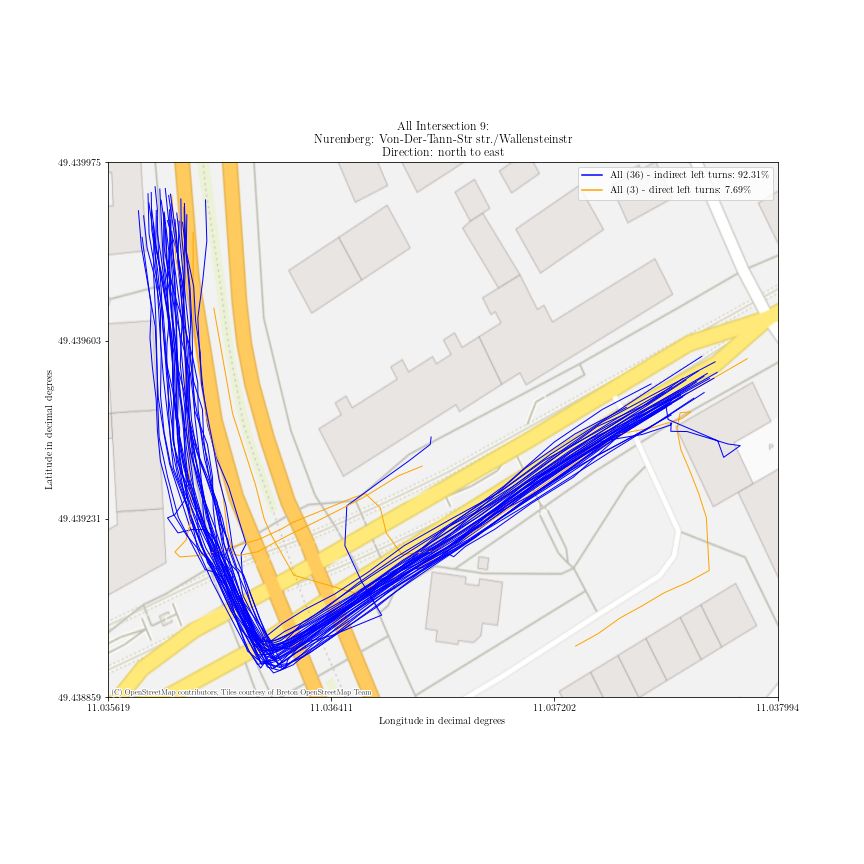 All Intersection 9:
Nuremberg: Von-Der-Tann-Str str./Wallensteinstr
Direction: north to east
49.439975
All (36) - indirect left turns: 92.31%
All (3) - direct left turns: 7.69%
49.439603
Latitude in decimal degrees
49.439231
49.438859
(C) OpenStreetMap contributors, Tiles courtesy of Breton OpenStreetMap Team
11.035619
11.036411
11.037202
11.037994
Longitude in decimal degrees